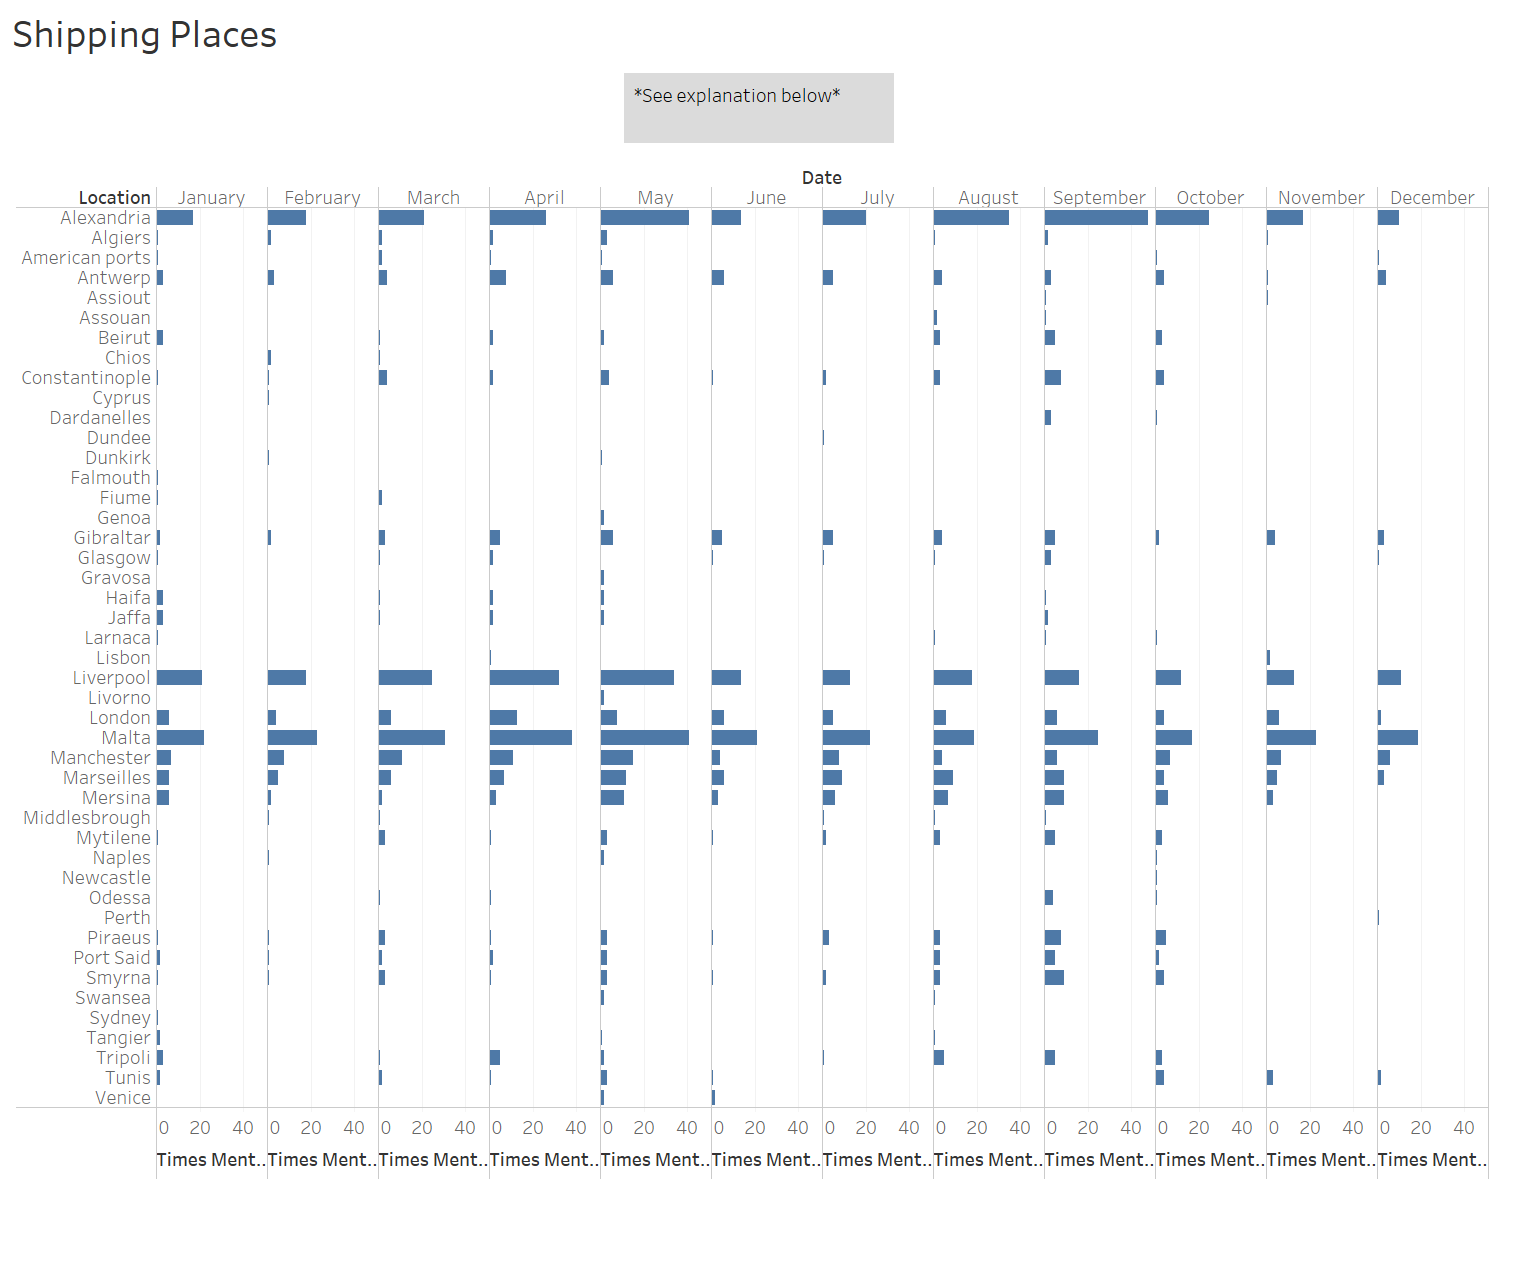 Shipping Places
*See explanation below*
Date
Location January February March April May June July August September October November December
Alexandria
Algiers
American ports
Antwerp
Assiout
Assouan
Beirut
Chios
Constantinople
Cyprus
Dardanelles
Dundee
Dunkirk
Falmouth
Fiume
Genoa
Gibraltar
Glasgow
Gravosa
Haifa
Jaffa
Larnaca
Lisbon
Liverpool
Livorno
London
Malta
Manchester
Marseilles
Mersina
Middlesbrough
Mytilene
Naples
Newcastle
Odessa
Perth
Piraeus
Port Said
Smyrna
Swansea
Sydney
Tangier
Tripoli
Tunis
Venice
0 20 40 0 20 40 0 20 40 0 20 40 0 20 40 0 20 40 0 20 40 0 20 40 0 20 40 0 20 40 0 20 40 0 20 40
Times Ment.. Times Ment.. Times Ment.. Times Ment.. Times Ment.. Times Ment.. Times Ment.. Times Ment.. Times Ment.. Times Ment.. Times Ment.. Times Ment..